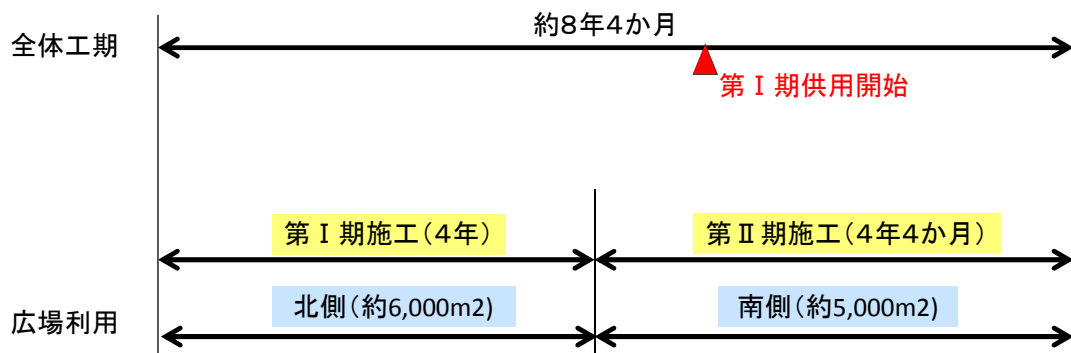 約8年4か月
全体工期
第Ⅰ期供用開始
第Ⅰ期施工(4年)
第Ⅱ期施工(4年4か月)
北側(約6,000m2)
南側(約5,000m2)
広場利用